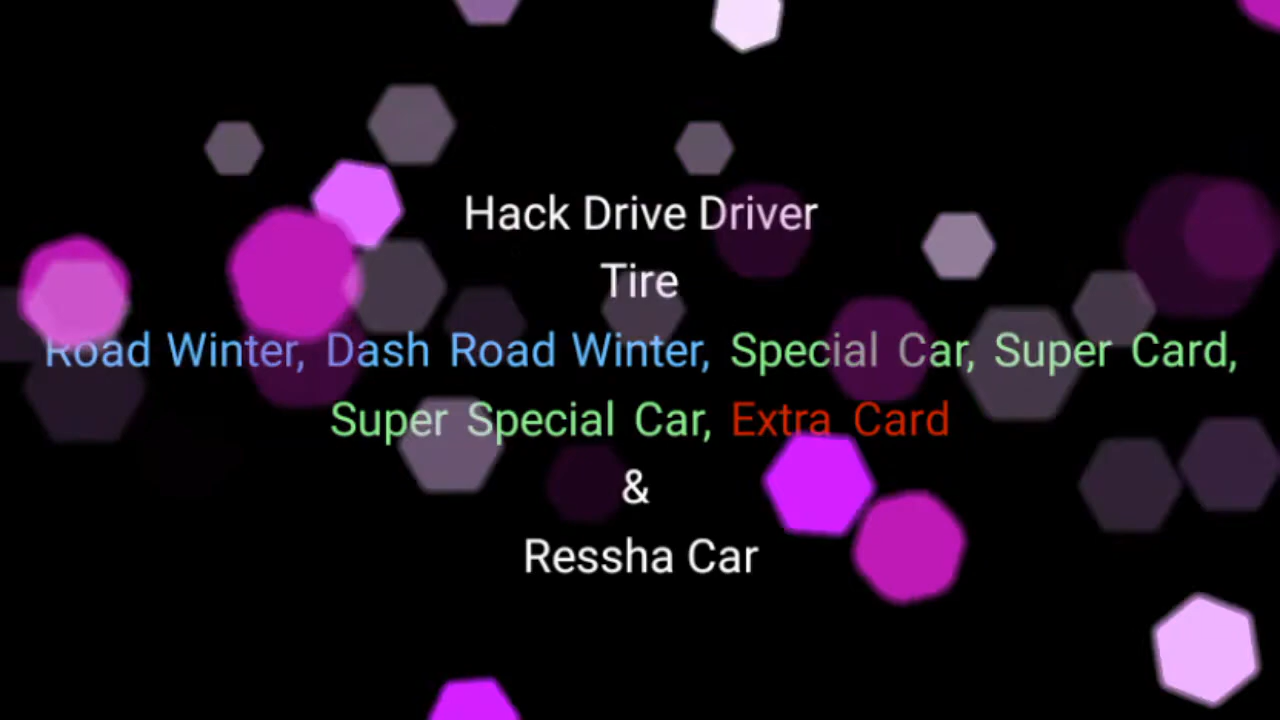 Hack Drive Driver
Tire
Road Winter, Dash Road Winter, Special Car, Super Card,
Super Special Car, Extra Card
&
Ressha Car